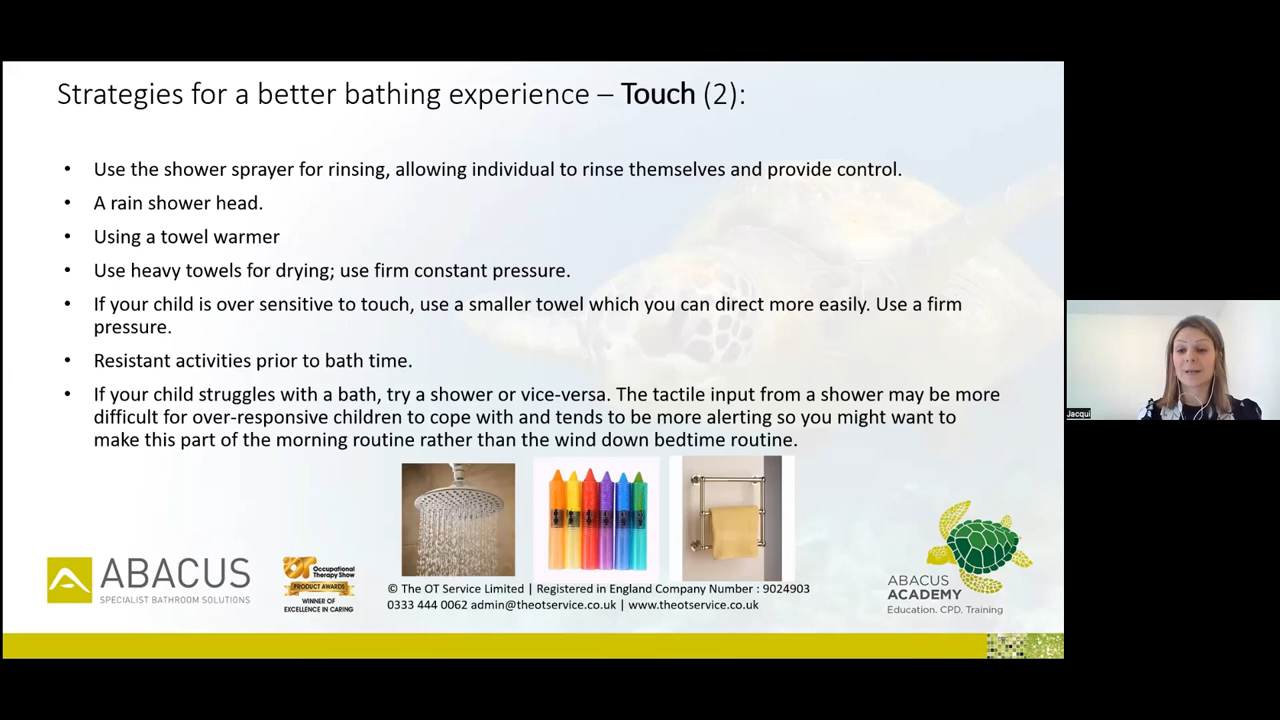 Strategies for a better bathing experience – Touch (2):
• Use the shower sprayer for rinsing, allowing individual to rinse themselves and provide control.
• A rain shower head.
• Using a towel warmer
• Use heavy towels for drying; use firm constant pressure.
• If your child is over sensitive to touch, use a smaller towel which you can direct more easily. Use a firm
pressure.
• Resistant activities prior to bath time.
• If your child struggles with a bath, try a shower or vice-versa. The tactile input from a shower may be more
difficult for over-responsive children to cope with and tends to be more alerting so you might want to
make this part of the morning routine rather than the wind down bedtime routine.
Jacqui
ABACUS
SPECIALIST BATHROOM SOLUTIONS
OT Occupational
Therapy Show
PRODUCT AWARDS
WINNER OF
EXCELLENCE IN CARING
© The OT Service Limited | Registered in England Company Number : 9024903
0333 444 0062 admin@theotservice.co.uk | www.theotservice.co.uk
ABACUS
ACADEMY
Education. CPD. Training